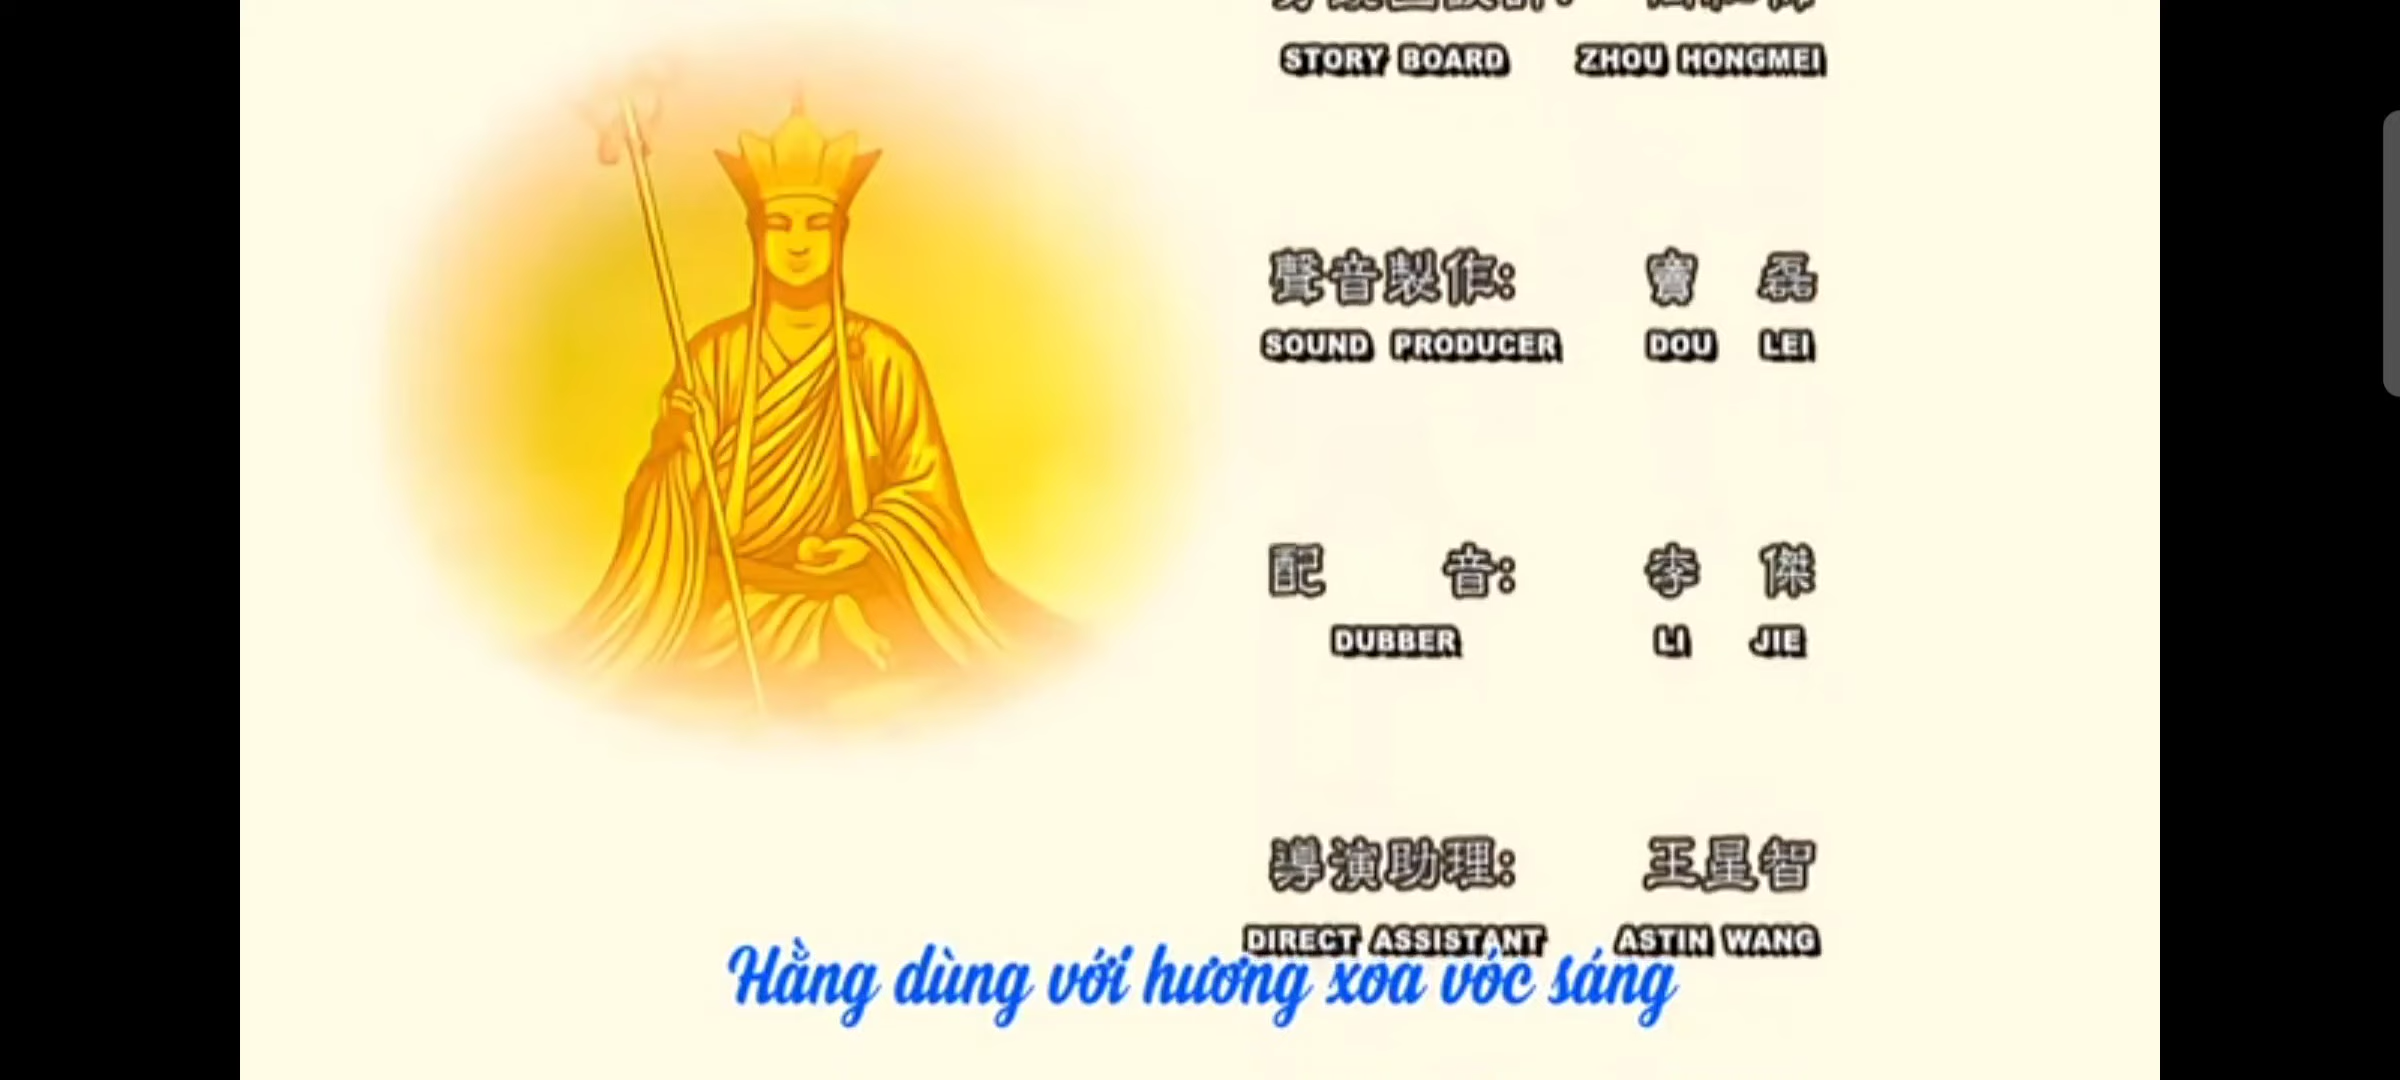 STORY BOARD ZHOU HONGMEI
聲音製作: 竇 磊
SOUND PRODUCER DOU LEI
配 音: 李 傑
DUBBER LI JIE
導演助理: 王星智
DIRECT ASSISTANT ASTIN WANG
Hằng dùng với hương xoa vóc sáng